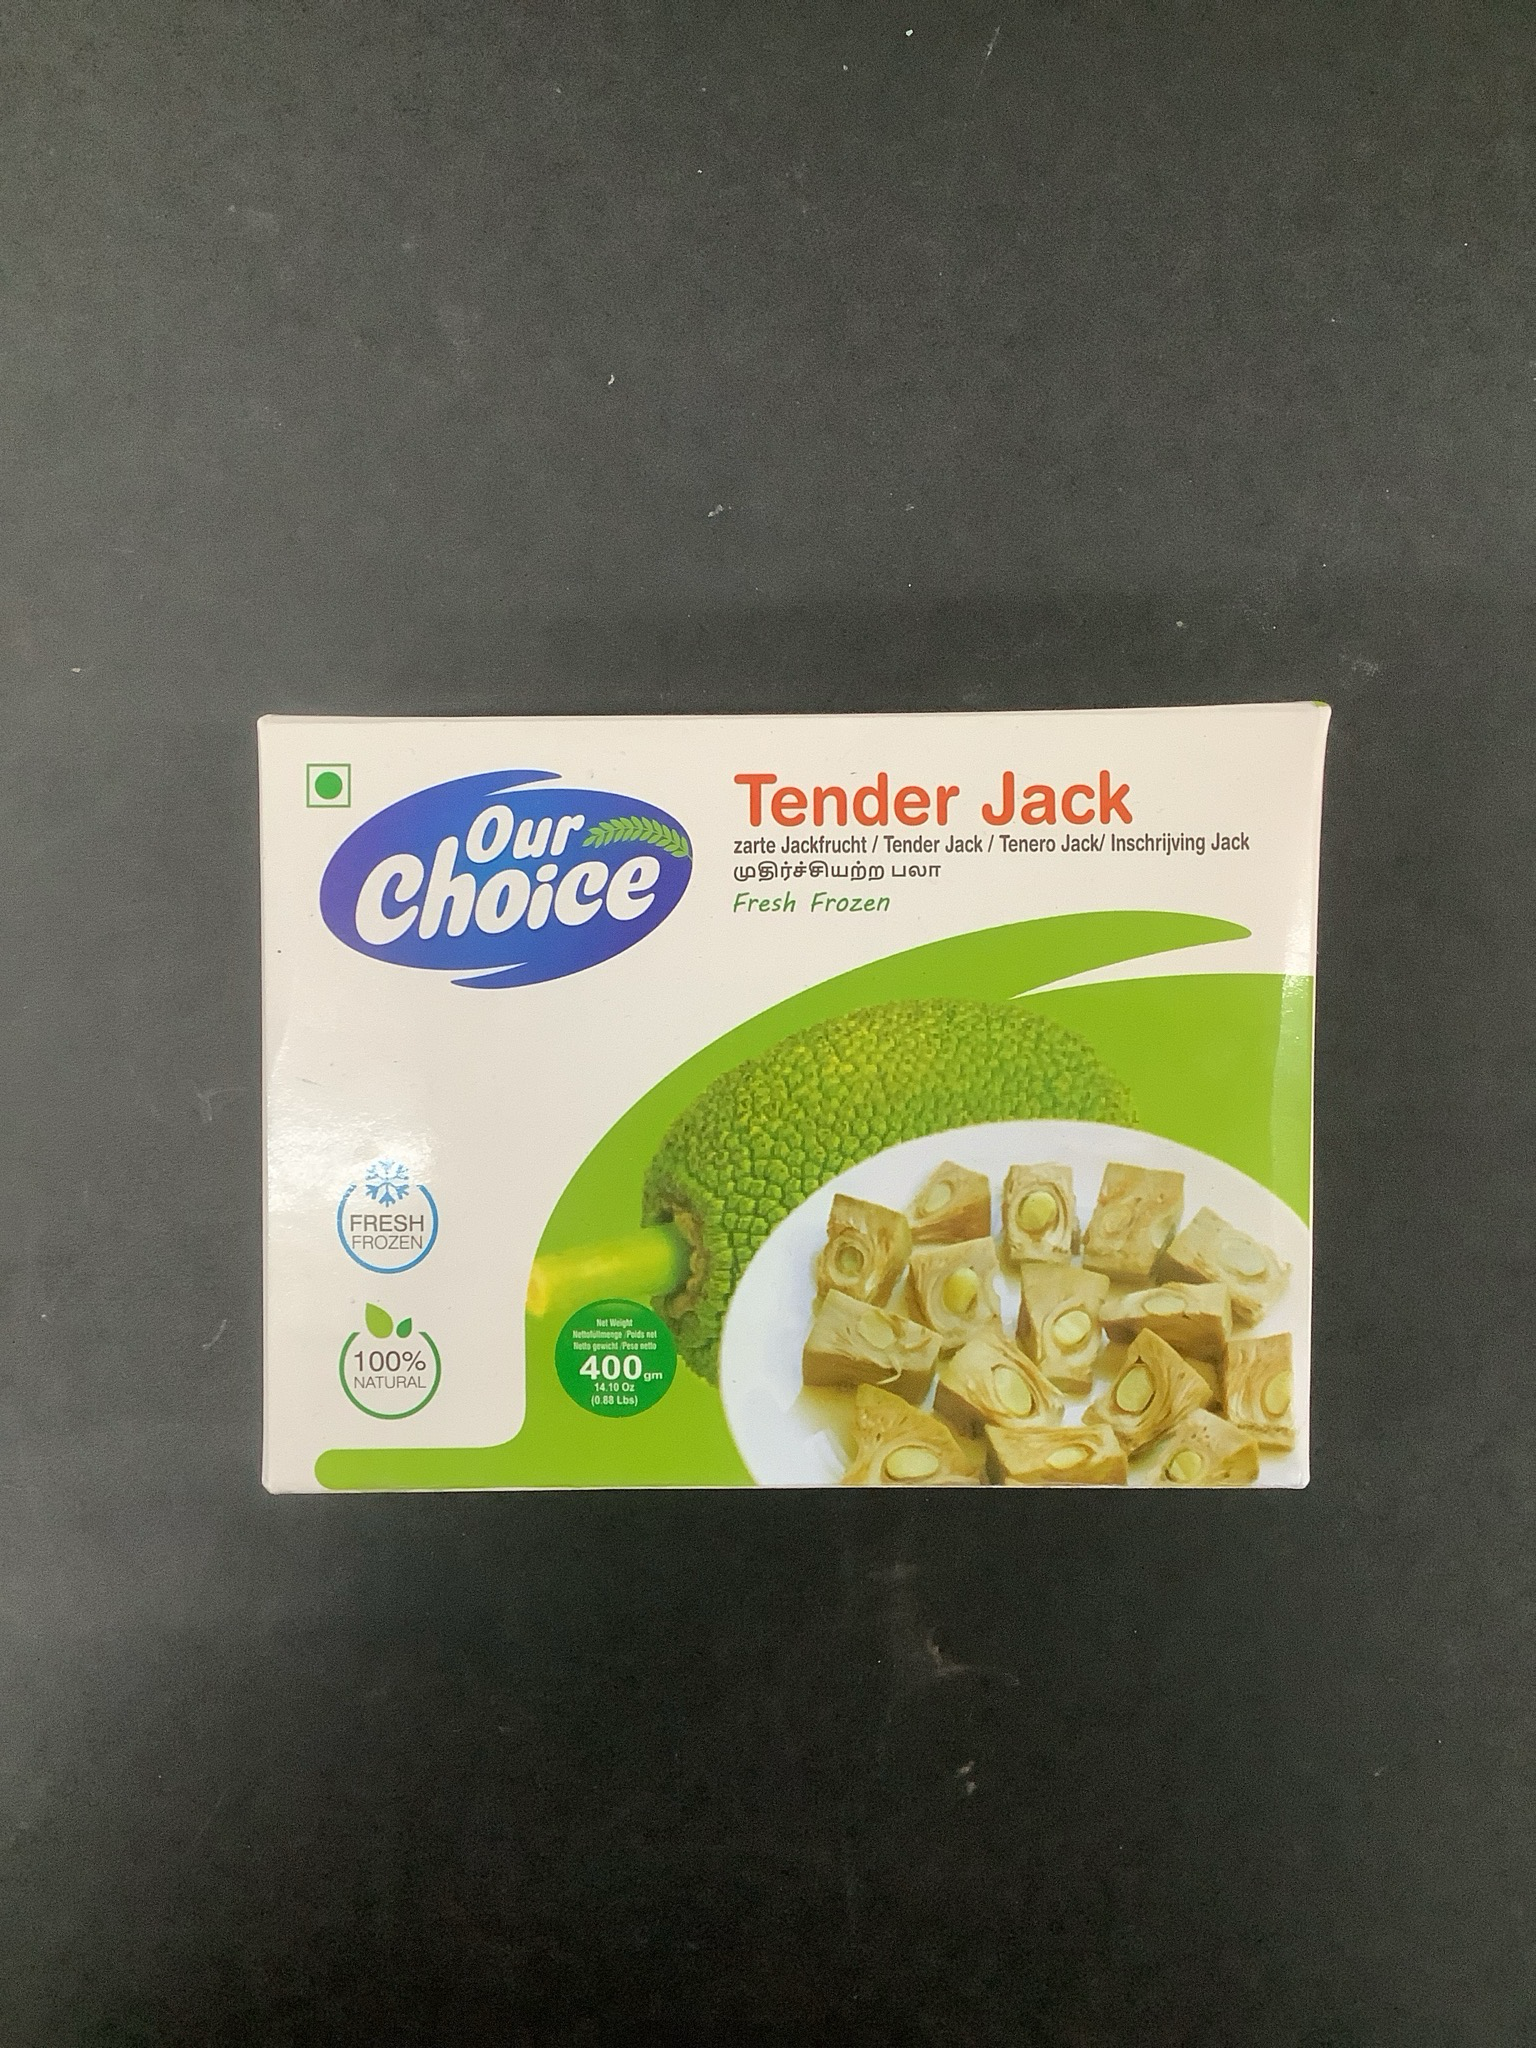 Our
Choice
Tender Jack
zarte Jackfrucht / Tender Jack / Tenero Jack/ Inschrijving Jack
முதிர்ச்சியற்ற பலா
Fresh Frozen
FRESH
FROZEN
100%
NATURAL
Net Weight
Nettofüllmenge /Poids net
Netto gewicht /Peso netto
400gm
14.10 Oz
(0.88 Lbs)